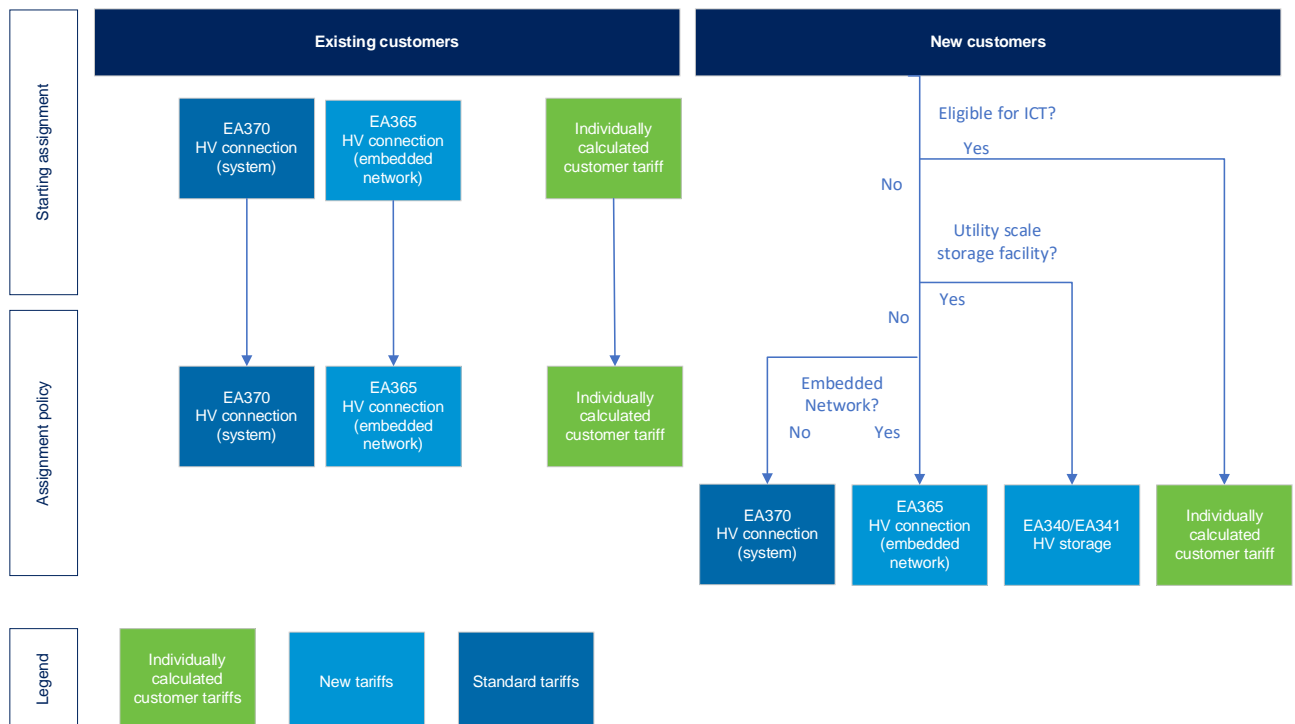 Existing customers
New customers
Starting assignment
EA370
HV connection
(system)
EA365
HV connection
(embedded
network)
Individually
calculated
customer tariff
Eligible for ICT?
Yes
No
Utility scale
storage facility?
Yes
No
Assignment policy
EA370
HV connection
(system)
EA365
HV connection
(embedded
network)
Individually
calculated
customer tariff
Embedded
Network?
No
Yes
EA370
HV connection
(system)
EA365
HV connection
(embedded
network)
EA340/EA341
HV storage
Individually
calculated
customer tariff
Legend
Individually
calculated
customer tariffs
New tariffs
Standard tariffs